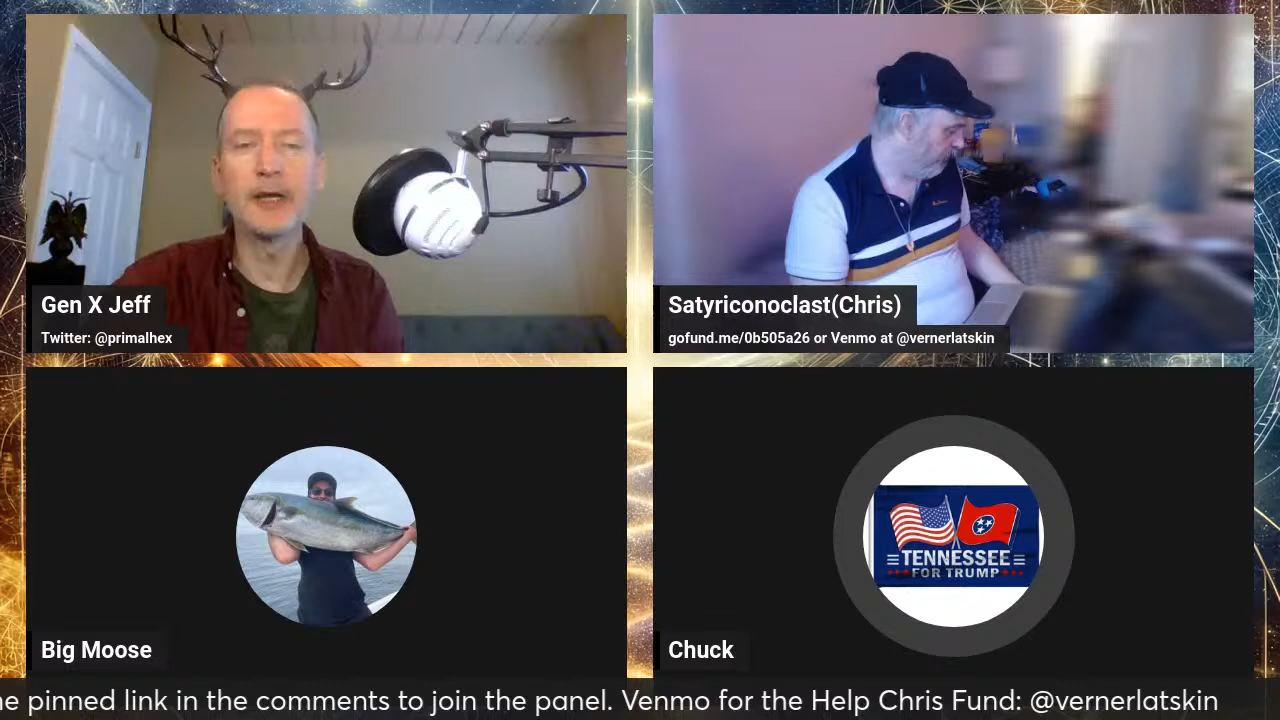 Gen X Jeff
Twitter: @primalhex
Satyriconoclast(Chris)
gofund.me/0b505a26 or Venmo at @vernerlatskin
TENNESSEE
FOR TRUMP
Big Moose
Chuck
pinned link in the comments to join the panel. Venmo for the Help Chris Fund: @vernerlatskin